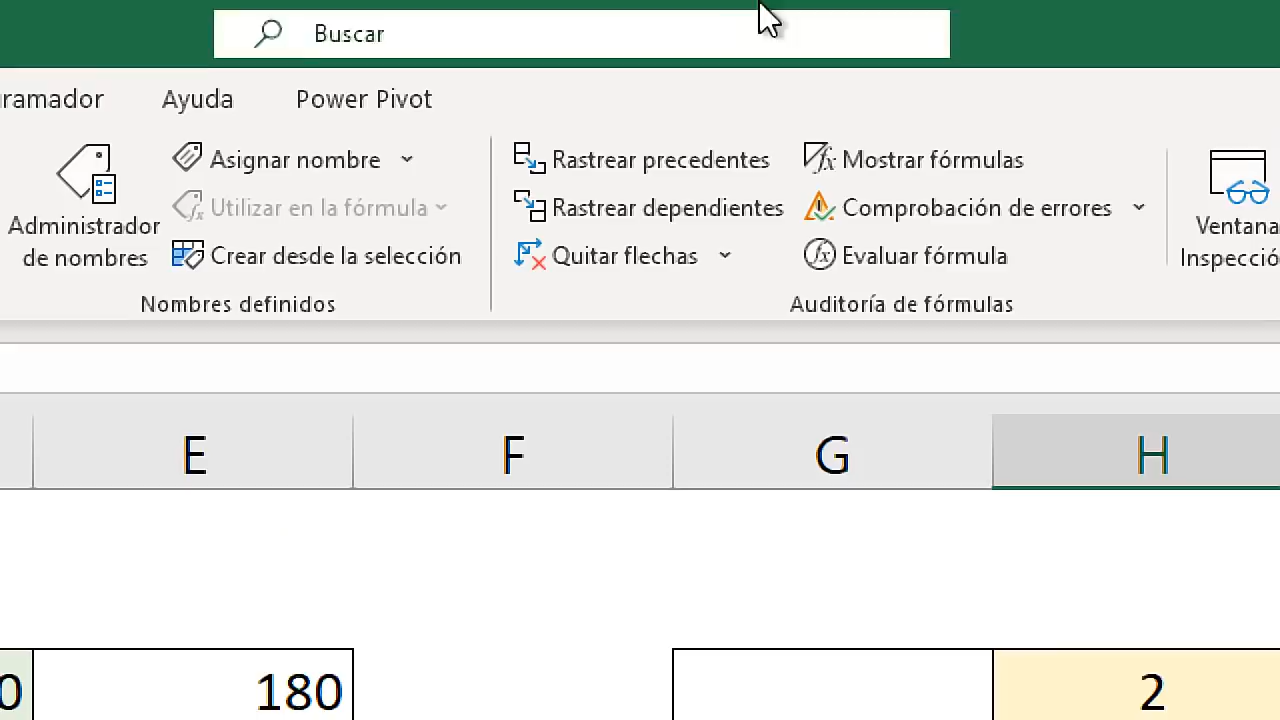 Buscar
ramador Ayuda Power Pivot
Asignar nombre Rastrear precedentes Mostrar fórmulas
Administrador de nombres Utilizar en la fórmula Rastrear dependientes Comprobación de errores Ventana
Crear desde la selección Quitar flechas Evaluar fórmula Inspecció
Nombres definidos Auditoría de fórmulas
E F G H
0 180 2